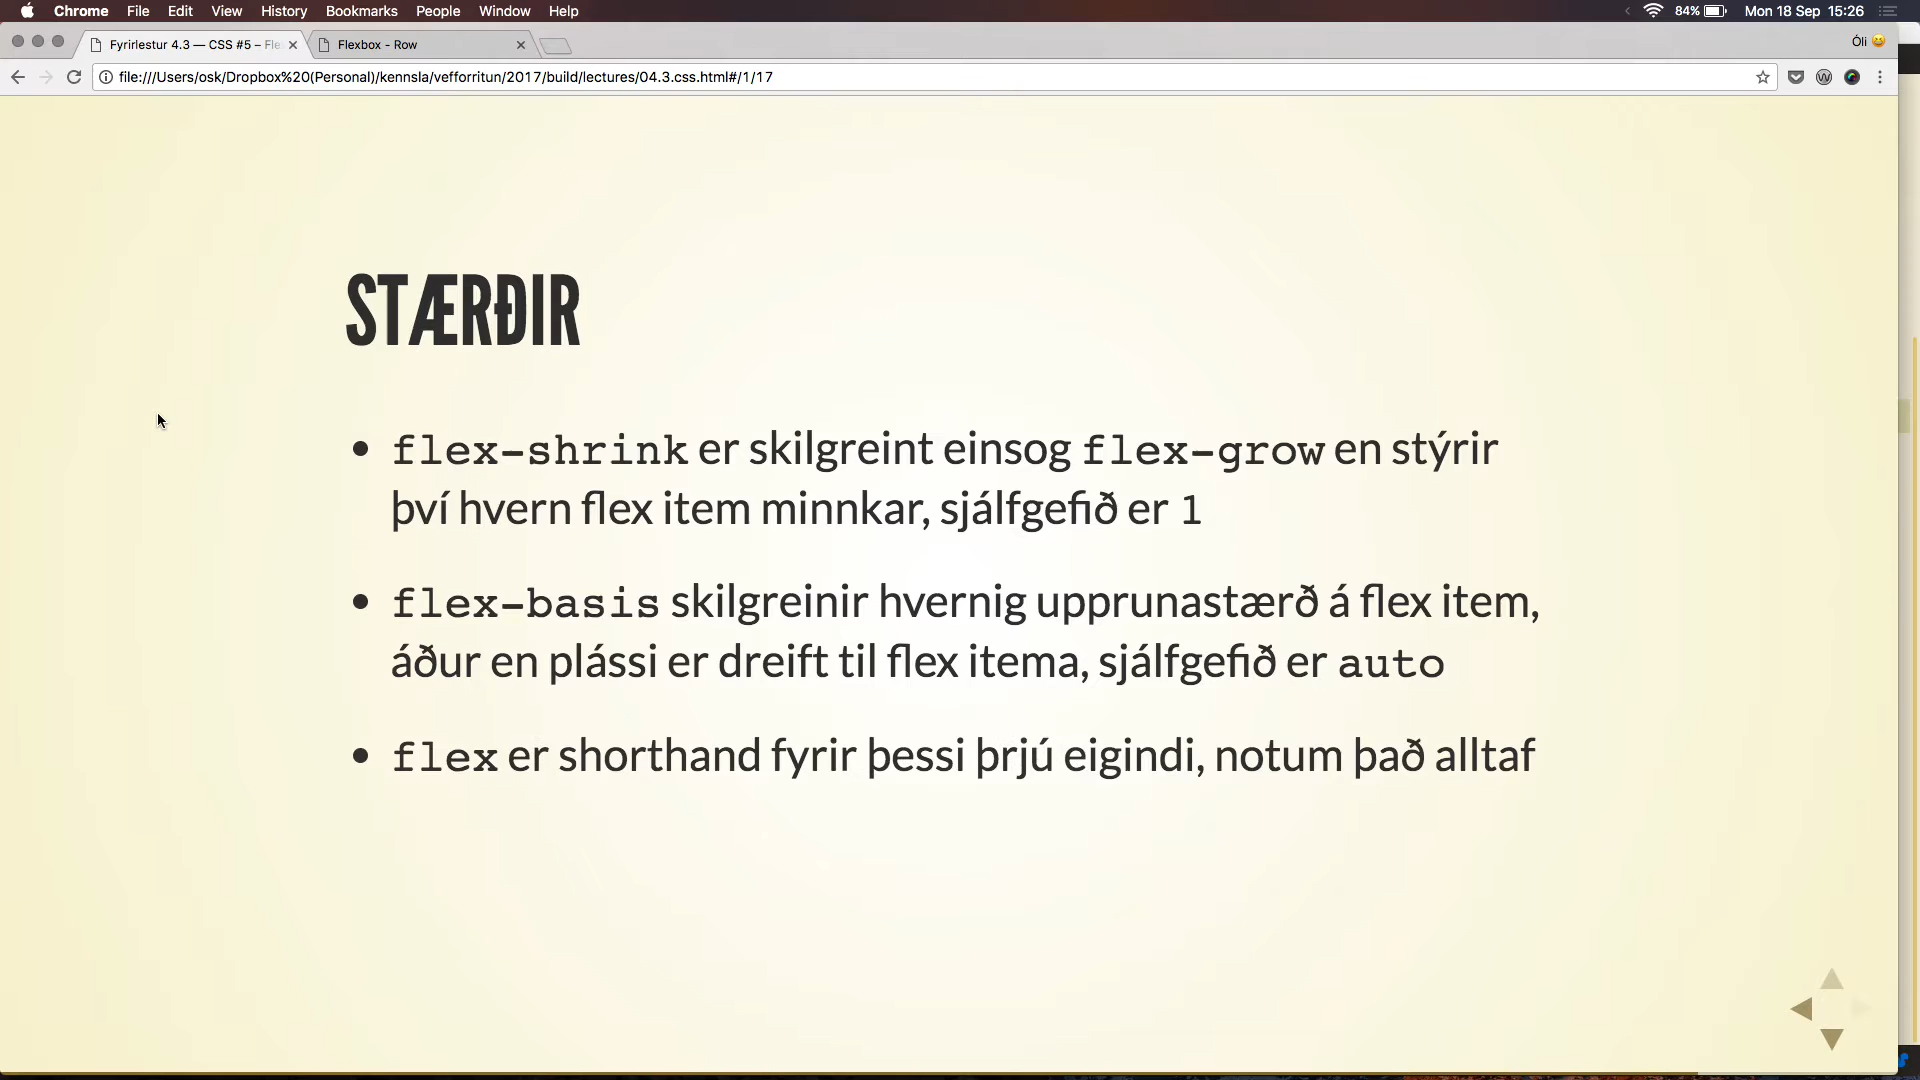 Chrome File Edit View History Bookmarks People Window Help 84% Mon 18 Sep 15:26
Fyrirlestur 4.3 — CSS #5 – Fle Flexbox - Row Óli
file:///Users/osk/Dropbox%20(Personal)/kennsla/vefforritun/2017/build/lectures/04.3.css.html#/1/17
STÆRÐIR
• flex-shrink er skilgreint einsog flex-grow en stýrir
því hvern flex item minnkar, sjálfgefið er 1
• flex-basis skilgreinir hvernig upprunastærð á flex item,
áður en plássi er dreift til flex itema, sjálfgefið er auto
• flex er shorthand fyrir þessi þrjú eigindi, notum það alltaf